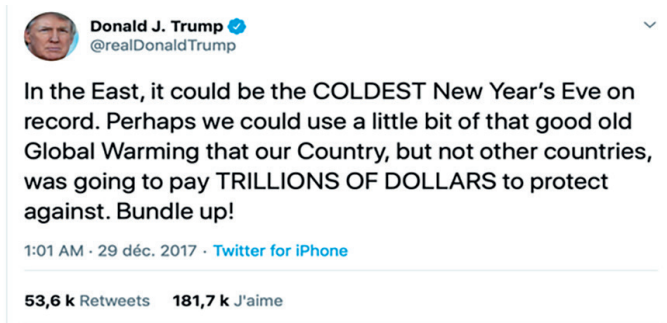 Donald J. Trump
@realDonaldTrump
In the East, it could be the COLDEST New Year’s Eve on
record. Perhaps we could use a little bit of that good old
Global Warming that our Country, but not other countries,
was going to pay TRILLIONS OF DOLLARS to protect
against. Bundle up!
1:01 AM · 29 déc. 2017 · Twitter for iPhone
53,6 k Retweets 181,7 k J'aime